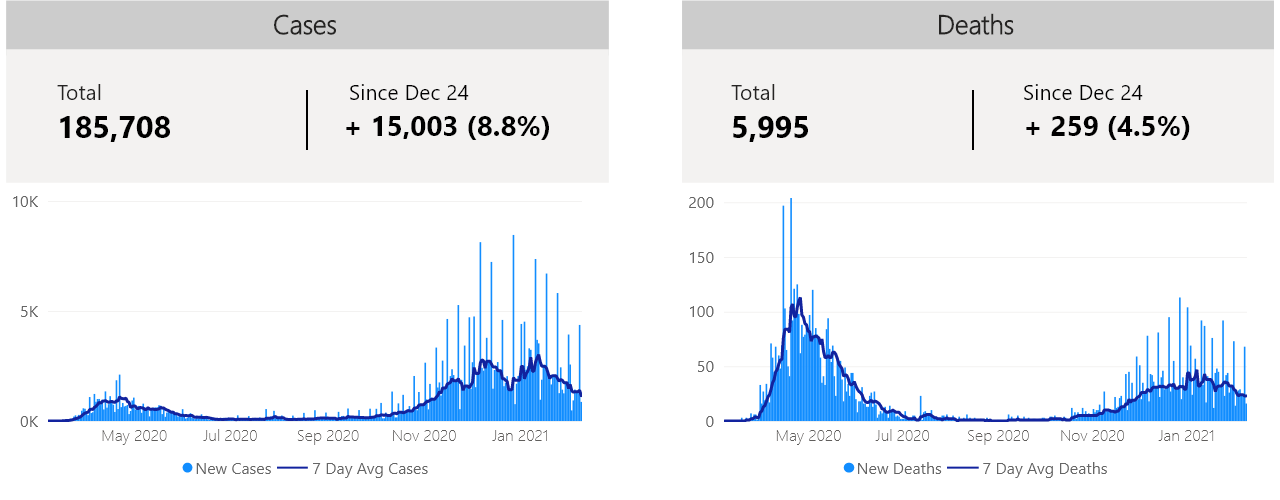 Cases
Total
185,708
Since Dec 24
+ 15,003 (8.8%)
10K
5K
0K
May 2020
Jul 2020
Sep 2020
Nov 2020
Jan 2021
New Cases
7 Day Avg Cases
Deaths
Total
5,995
Since Dec 24
+ 259 (4.5%)
200
150
100
50
0
May 2020
Jul 2020
Sep 2020
Nov 2020
Jan 2021
New Deaths
7 Day Avg Deaths